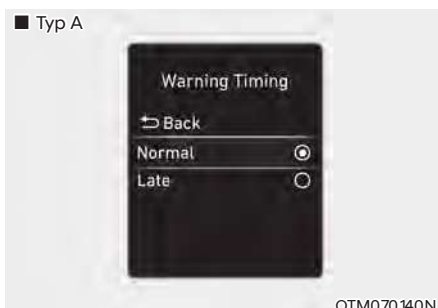 ■ Typ A
Warning Timing
⮌ Back
Normal
Late
OTM070140N